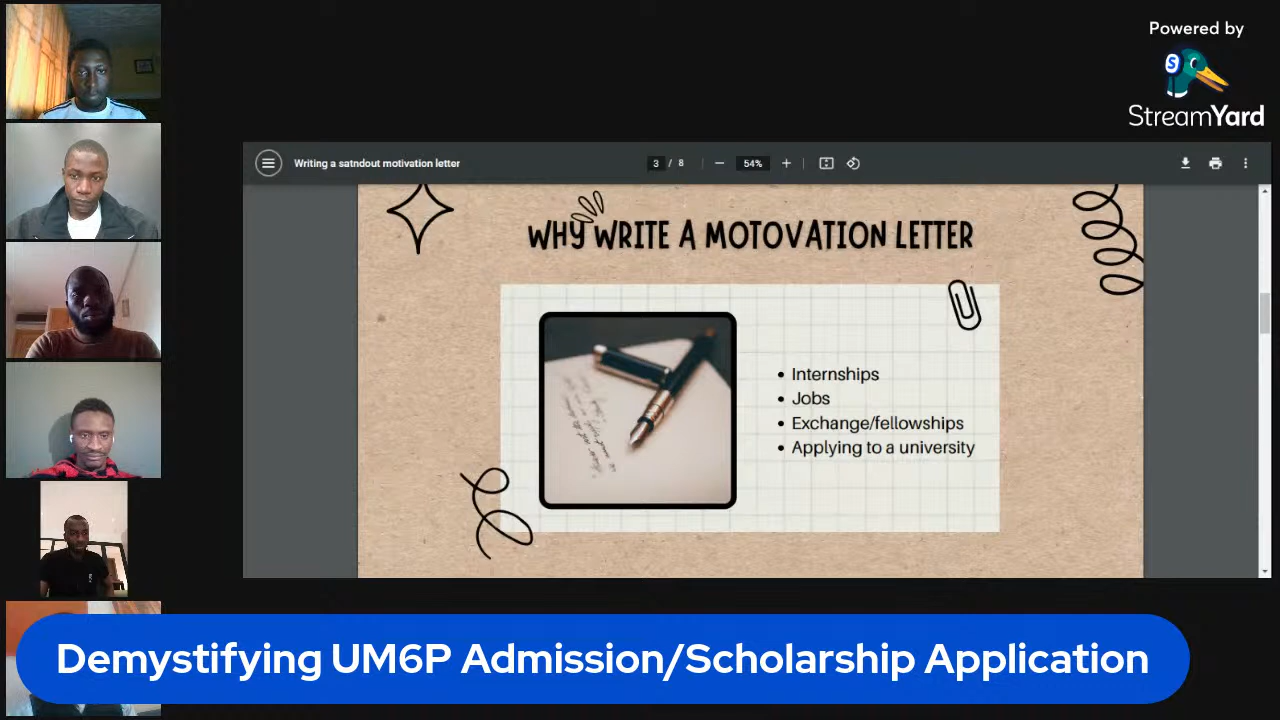 Powered by
StreamYard
Writing a satndout motivation letter
3 / 8
54%
WHY WRITE A MOTOVATION LETTER
• Internships
• Jobs
• Exchange/fellowships
• Applying to a university
Demystifying UM6P Admission/Scholarship Application